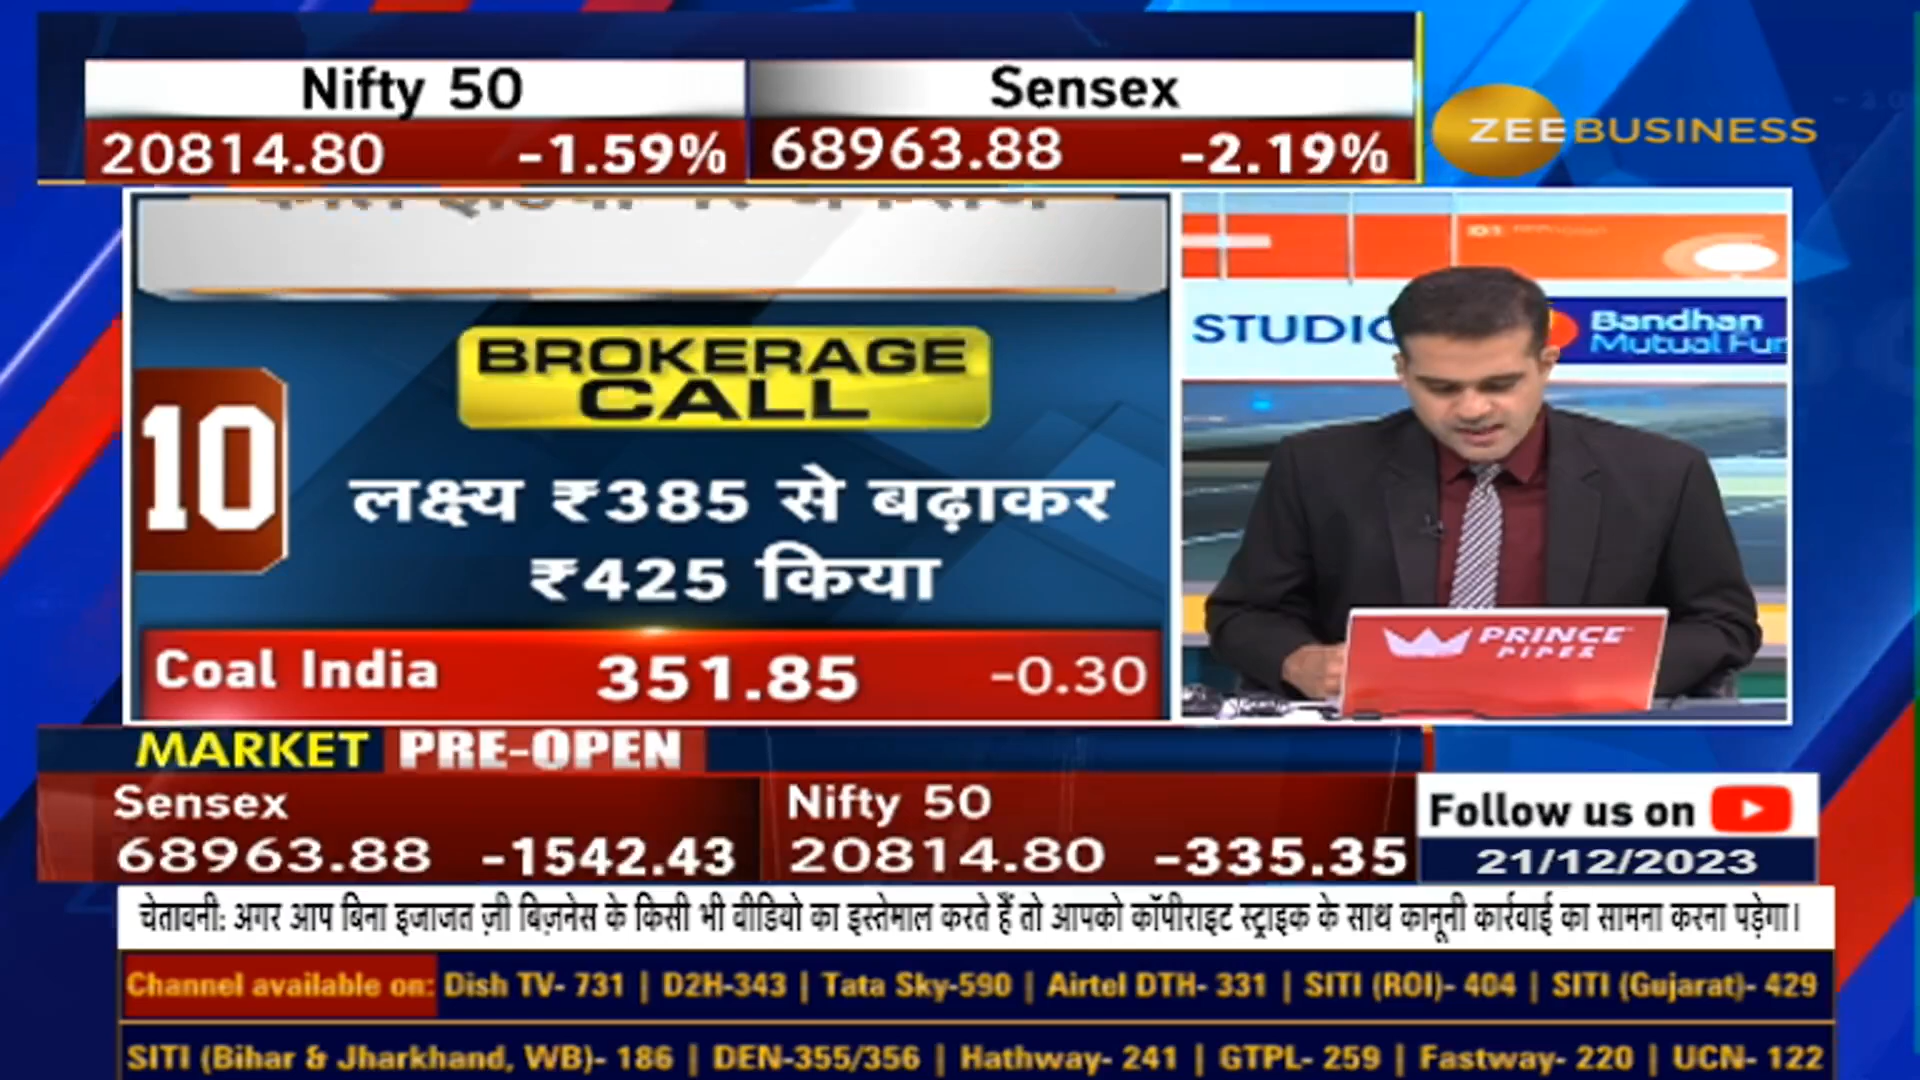 Nifty 50
20814.80 -1.59%
Sensex
68963.88 -2.19%
ZEEBUSINESS
BROKERAGE
CALL
10
लक्ष्य ₹385 से बढ़ाकर
₹425 किया
Coal India 351.85 -0.30
STUDIO
Bandhan
Mutual Fun
PRINCE
PIPES
MARKET PRE-OPEN
Sensex
68963.88 -1542.43
Nifty 50
20814.80 -335.35
Follow us on
21/12/2023
चेतावनी: अगर आप बिना इजाजत ज़ी बिज़नेस के किसी भी वीडियो का इस्तेमाल करते हैं तो आपको कॉपीराइट स्ट्राइक के साथ कानूनी कार्रवाई का सामना करना पड़ेगा।
Channel available on: Dish TV- 731 | D2H-343 | Tata Sky-590 | Airtel DTH- 331 | SITI (ROI)- 404 | SITI (Gujarat)- 429
SITI (Bihar & Jharkhand, WB)- 186 | DEN-355/356 | Hathway- 241 | GTPL- 259 | Fastway- 220 | UCN- 122